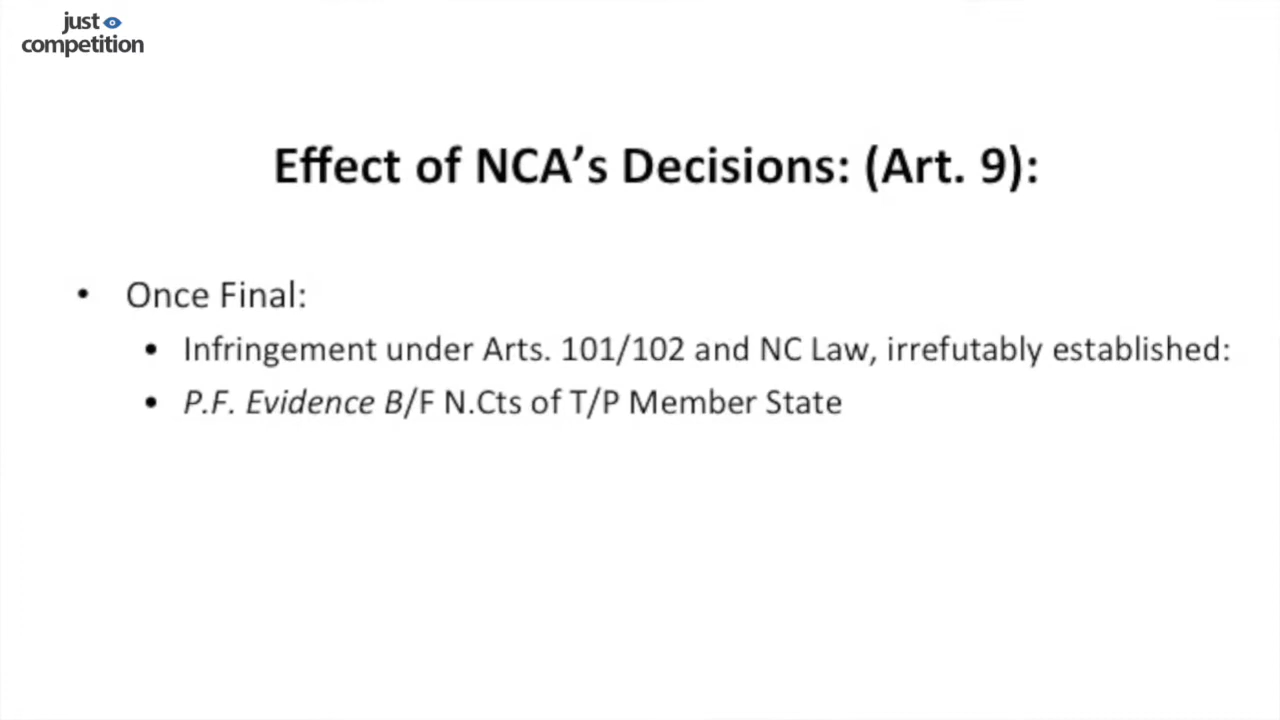 just
competition
Effect of NCA’s Decisions: (Art. 9):
• Once Final:
• Infringement under Arts. 101/102 and NC Law, irrefutably established:
• P.F. Evidence B/F N.Cts of T/P Member State